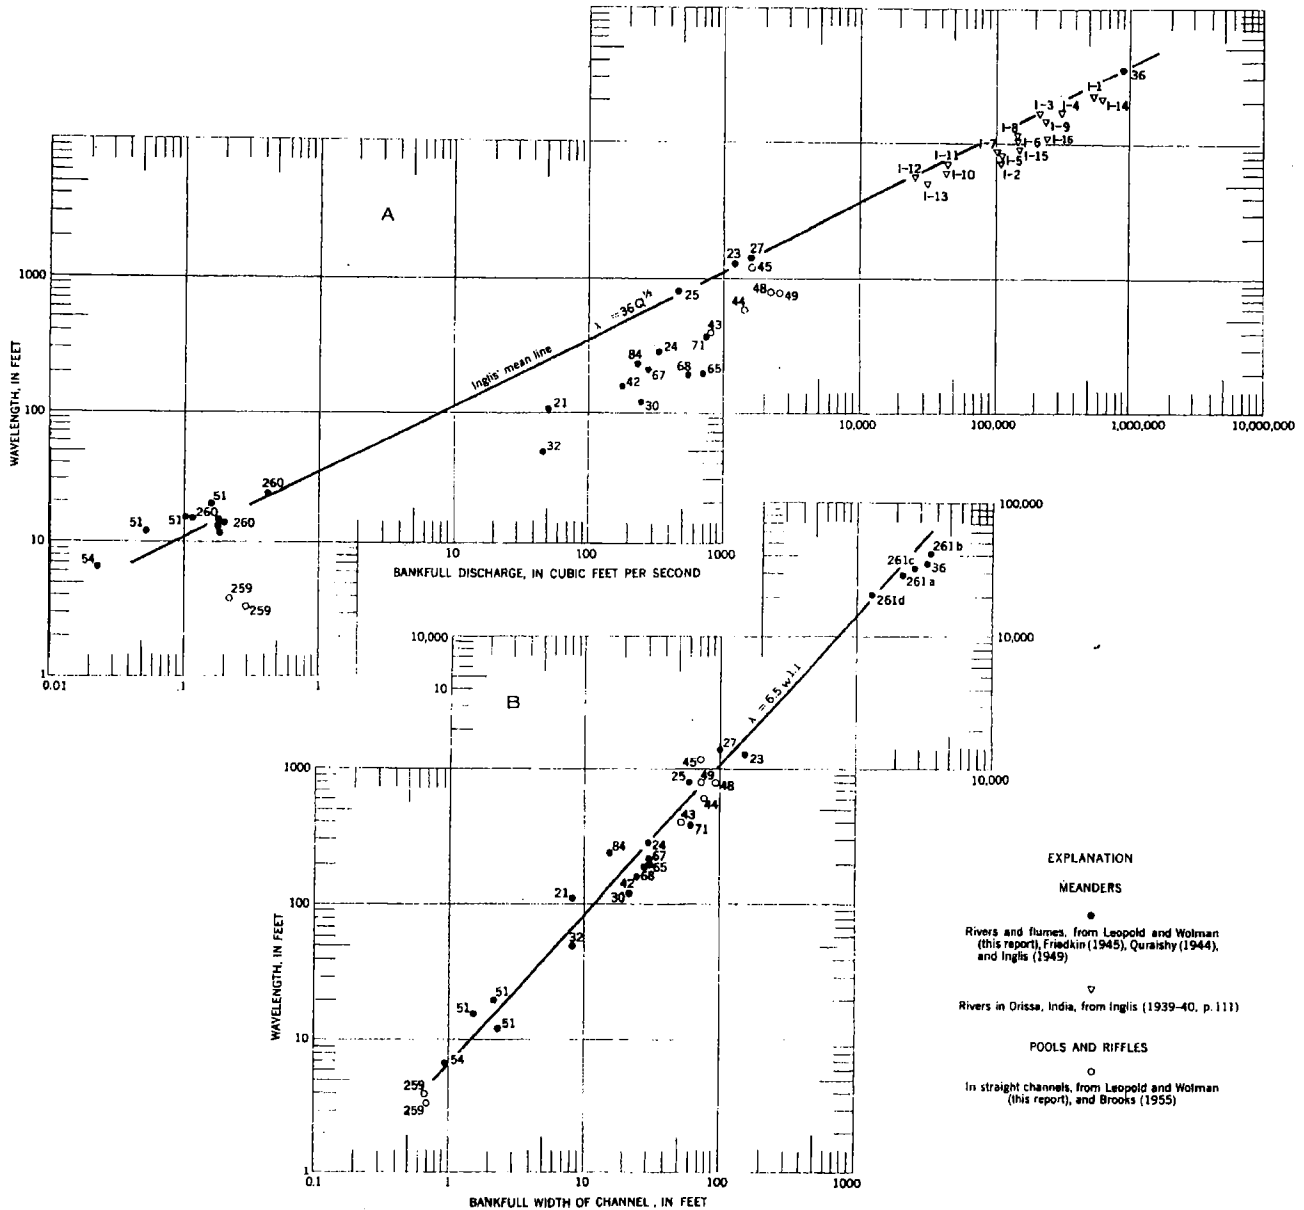 36
I-1
I-14
I-3
I-4
I-9
I-8
I-16
I-7
I-6
I-15
I-5
I-2
I-11
I-10
I-12
I-13
A
27
23
45
1000
48
49
25
44
λ = 36Q½
43
71
24
84
67
68
65
Inglis' mean line
42
30
21
100
10,000
100,000
1,000,000
10,000,000
32
WAVELENGTH, IN FEET
260
51
51
260
51
260
10
54
10
100
1000
BANKFULL DISCHARGE, IN CUBIC FEET PER SECOND
259
259
1
0.01
.1
1
100,000
261b
261c
36
261a
261d
10,000
10,000
10
B
λ = 6.5 w1.1
27
23
45
1000
10,000
25
49
48
44
43
71
84
24
67
65
68
42
30
21
100
32
WAVELENGTH, IN FEET
51
51
51
10
54
259
259
1
0.1
1
10
100
1000
BANKFULL WIDTH OF CHANNEL, IN FEET
EXPLANATION
MEANDERS
Rivers and flumes, from Leopold and Wolman
(this report), Friedkin (1945), Quraishy (1944),
and Inglis (1949)
Rivers in Orissa, India, from Inglis (1939-40, p. 111)
POOLS AND RIFFLES
In straight channels, from Leopold and Wolman
(this report), and Brooks (1955)